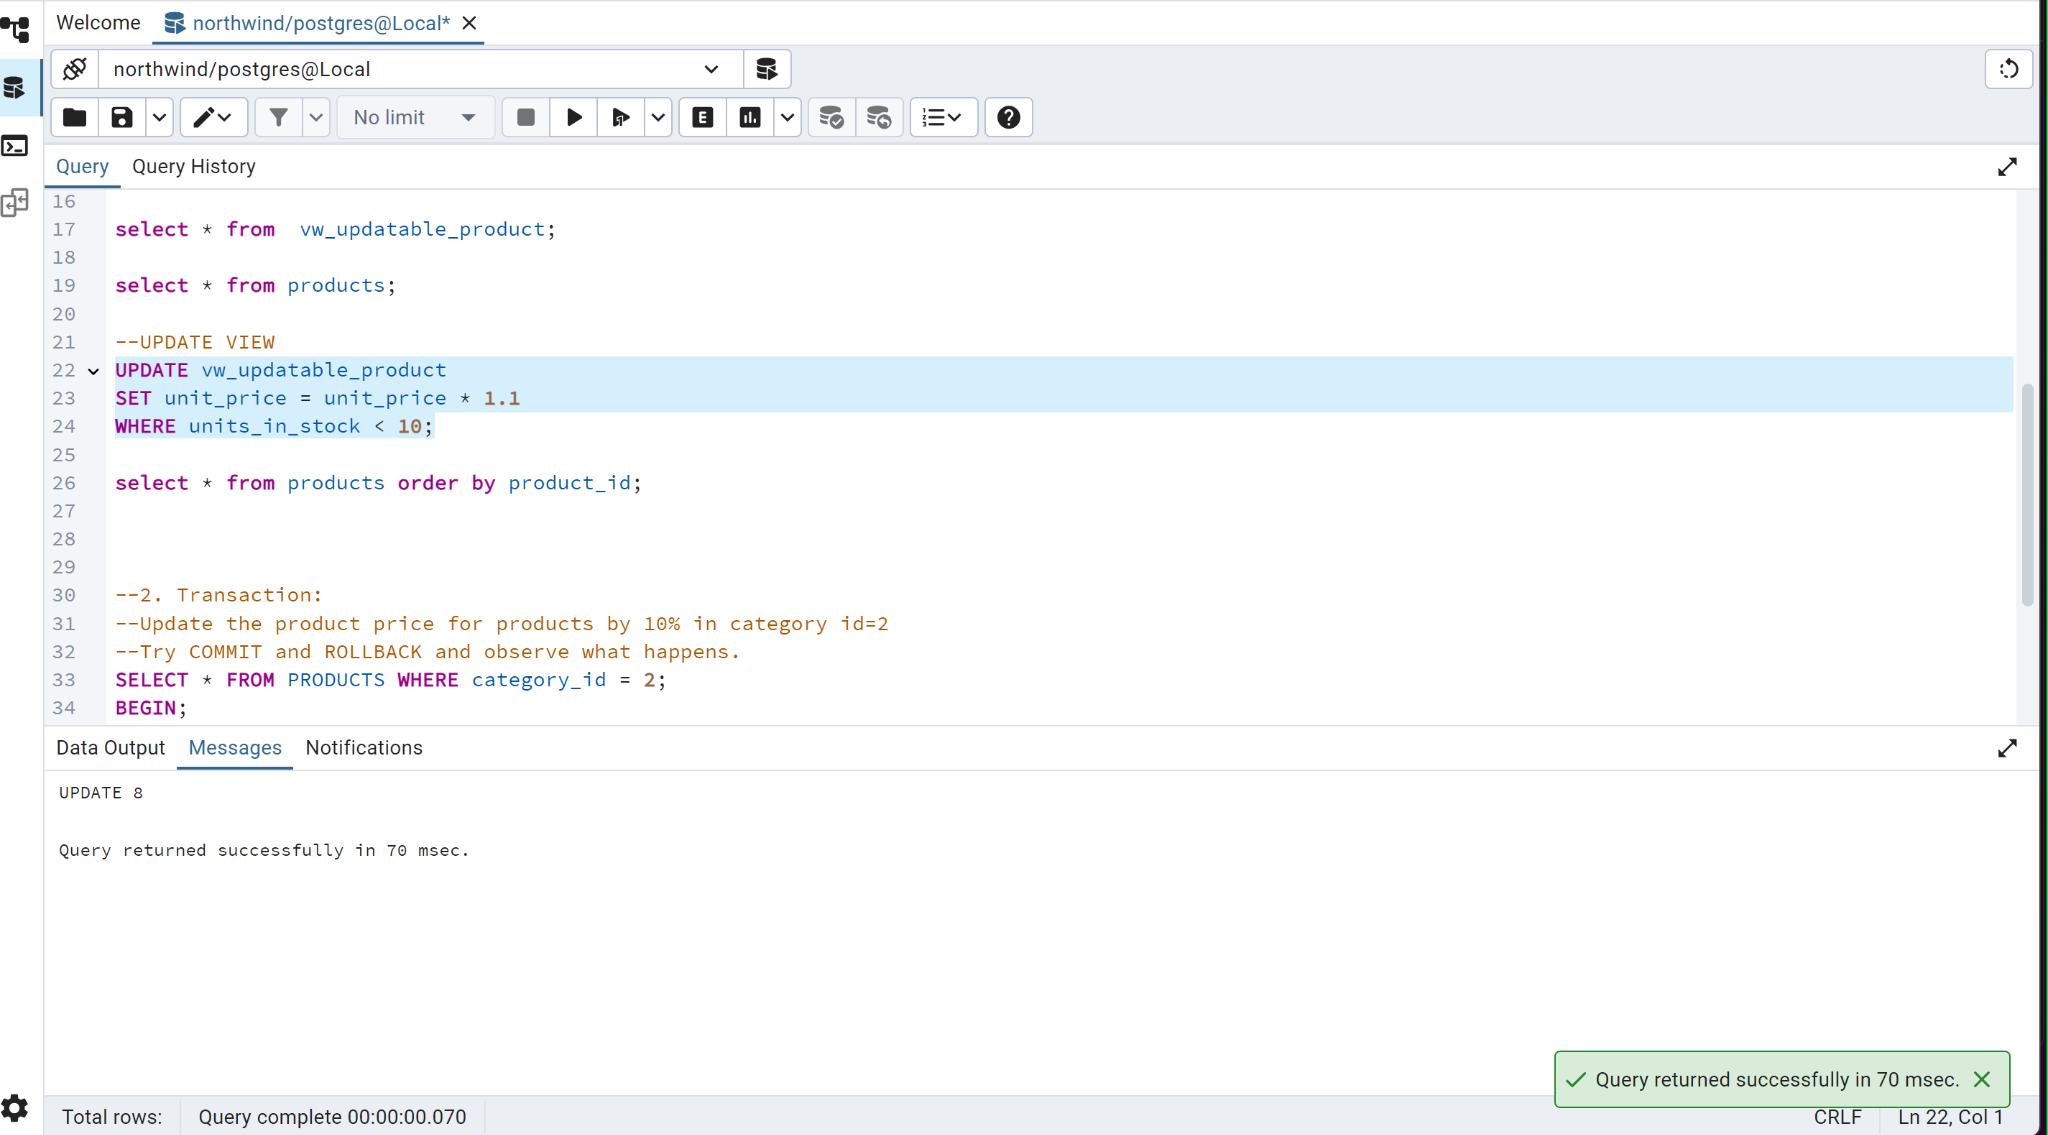 Welcome
northwind/postgres@Local*
northwind/postgres@Local
No limit
E
Query
Query History
16
17 select * from  vw_updatable_product;
18
19 select * from products;
20
21 --UPDATE VIEW
22 UPDATE vw_updatable_product
23 SET unit_price = unit_price * 1.1
24 WHERE units_in_stock < 10;
25
26 select * from products order by product_id;
27
28
29
30 --2. Transaction:
31 --Update the product price for products by 10% in category id=2
32 --Try COMMIT and ROLLBACK and observe what happens.
33 SELECT * FROM PRODUCTS WHERE category_id = 2;
34 BEGIN;
Data Output
Messages
Notifications
UPDATE 8
Query returned successfully in 70 msec.
Query returned successfully in 70 msec.
Total rows:
Query complete 00:00:00.070
CRLF
Ln 22, Col 1